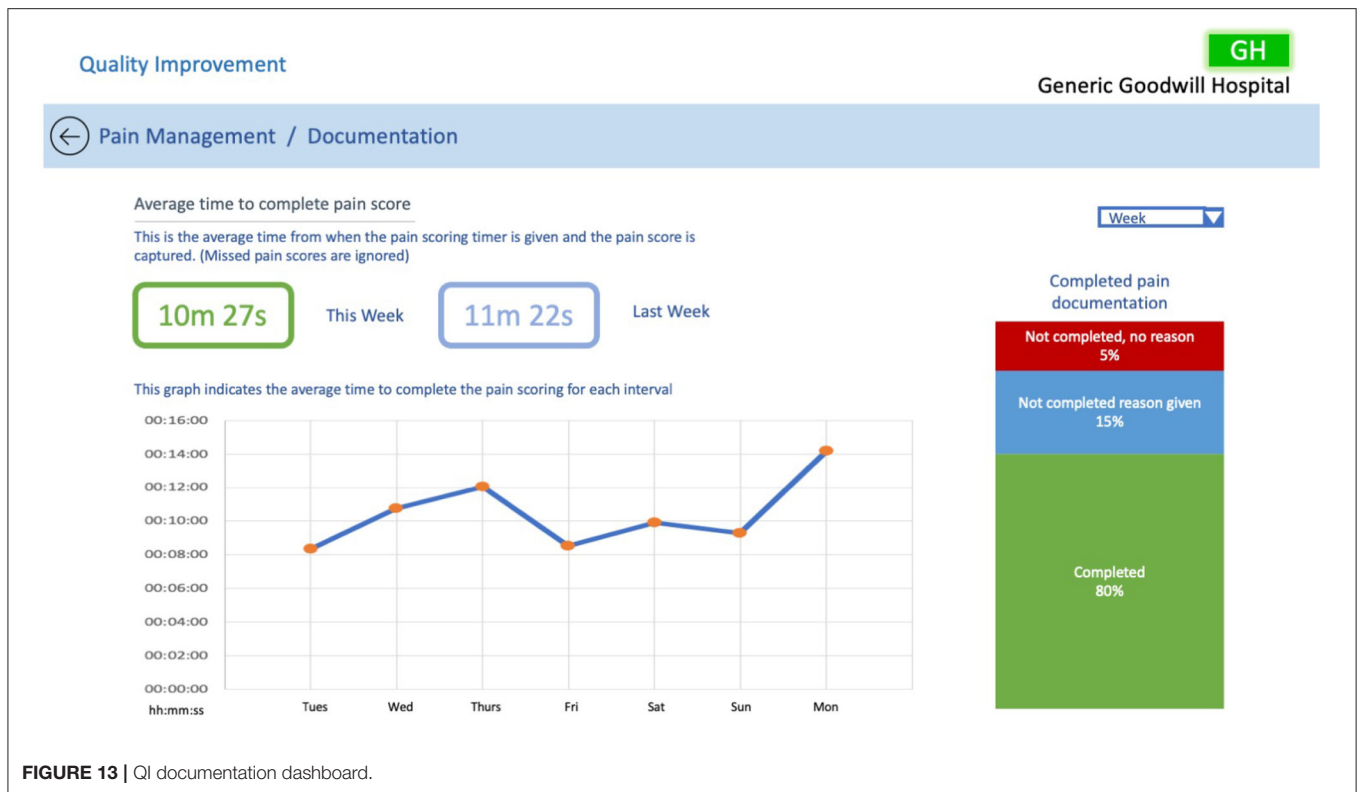 Quality Improvement
GH
Generic Goodwill Hospital
Pain Management / Documentation
Average time to complete pain score
This is the average time from when the pain scoring timer is given and the pain score is
captured. (Missed pain scores are ignored)
10m 27s
This Week
11m 22s
Last Week
Week
Completed pain
documentation
Not completed, no reason
5%
Not completed reason given
15%
Completed
80%
This graph indicates the average time to complete the pain scoring for each interval
00:16:00
00:14:00
00:12:00
00:10:00
00:08:00
00:06:00
00:04:00
00:02:00
00:00:00
hh:mm:ss
Tues Wed Thurs Fri Sat Sun Mon
FIGURE 13 | QI documentation dashboard.